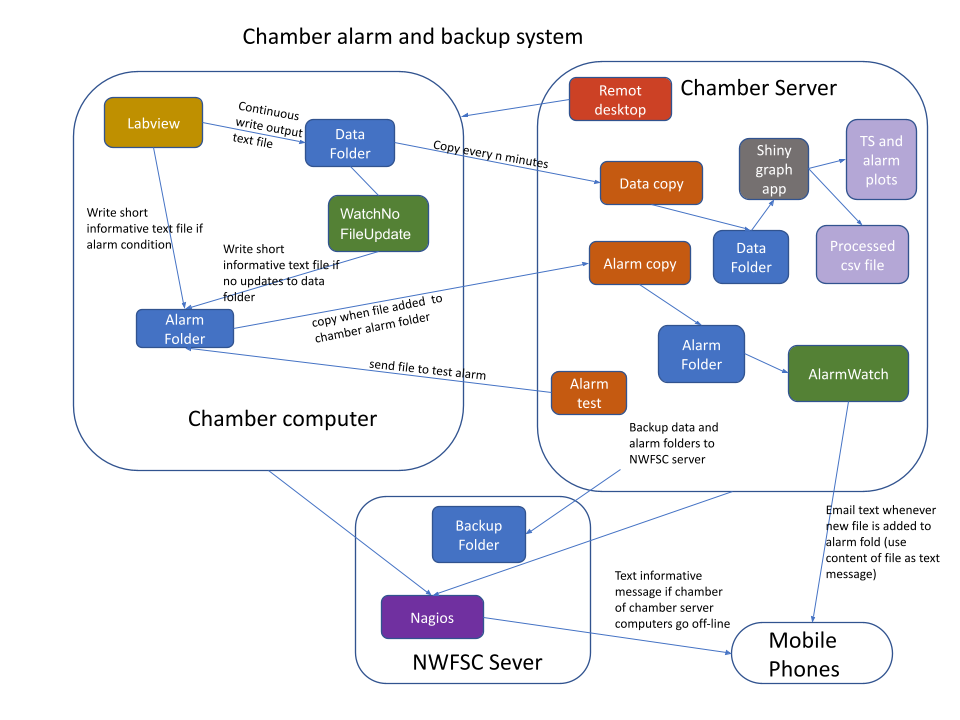 Chamber alarm and backup system
Chamber Server
Remot
desktop
Labview
Continuous
write output
text file
Data
Folder
Copy every n minutes
Shiny
graph
app
TS and
alarm
plots
Data copy
WatchNo
FileUpdate
Write short
informative text file if
alarm condition
Write short
informative text file if
no updates to data
folder
Alarm copy
Data
Folder
Processed
csv file
Alarm
Folder
copy when file added  to
chamber alarm folder
Alarm
Folder
AlarmWatch
send file to test alarm
Alarm
test
Chamber computer
Backup data and
alarm folders to
NWFSC server
Backup
Folder
Email text whenever
new file is added to
alarm fold (use
content of file as text
message)
Text informative
message if chamber
of chamber server
computers go off-line
Nagios
NWFSC Sever
Mobile
Phones